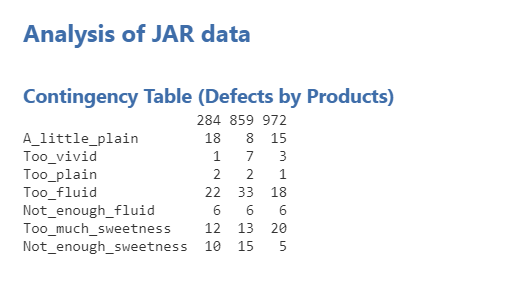 Analysis of JAR data
Contingency Table (Defects by Products)
284 859 972
A_little_plain 18 8 15
Too_vivid 1 7 3
Too_plain 2 2 1
Too_fluid 22 33 18
Not_enough_fluid 6 6 6
Too_much_sweetness 12 13 20
Not_enough_sweetness 10 15 5